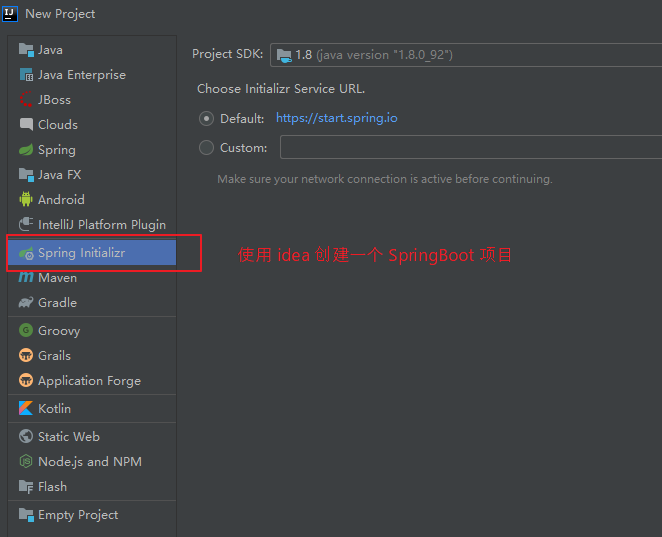 New Project
Java
Java Enterprise
JBoss
Clouds
Spring
Java FX
Android
IntelliJ Platform Plugin
Spring Initializr
Maven
Gradle
Groovy
Grails
Application Forge
Kotlin
Static Web
Node.js and NPM
Flash
Empty Project
Project SDK: 1.8 (java version "1.8.0_92")
Choose Initializr Service URL.
Default: https://start.spring.io
Custom:
Make sure your network connection is active before continuing.
使用 idea 创建一个 SpringBoot 项目